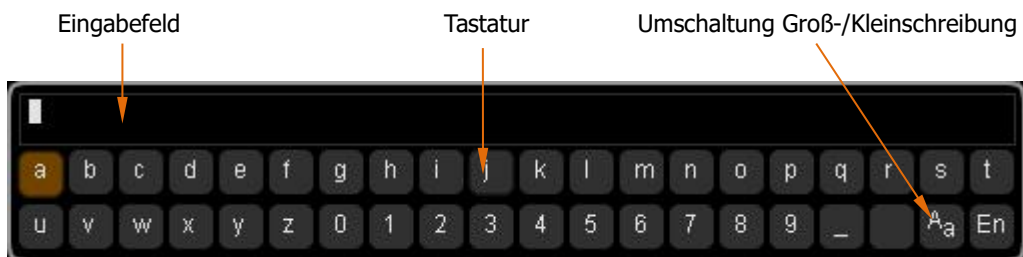 Eingabefeld Tastatur Umschaltung Groß-/Kleinschreibung
a b c d e f g h i j k l m n o p q r s t
u v w x y z 0 1 2 3 4 5 6 7 8 9 _ Aa En